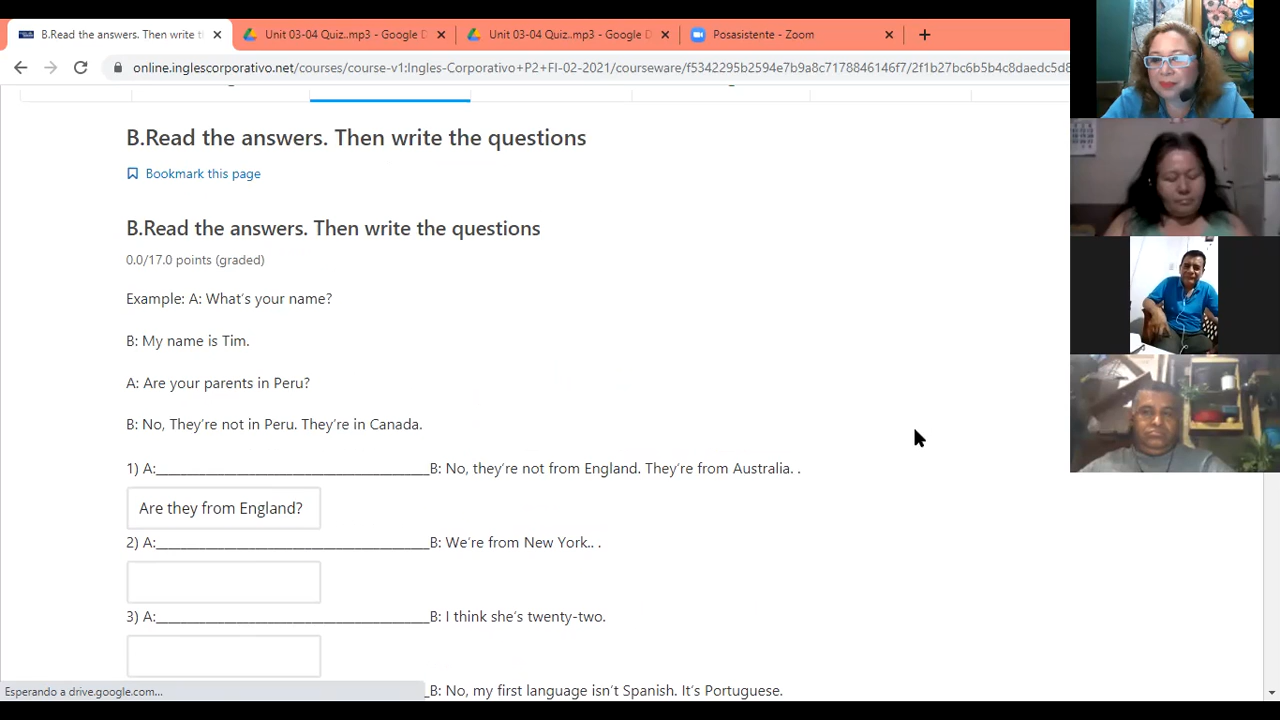 B.Read the answers. Then write t
Unit 03-04 Quiz..mp3 - Google D
Unit 03-04 Quiz..mp3 - Google D
Posasistente - Zoom
online.inglescorporativo.net/courses/course-v1:Ingles-Corporativo+P2+FI-02-2021/courseware/f5342295b2594e7b9a8c7178846146f7/2f1b27bc6b5b4c8daedc5d8
B.Read the answers. Then write the questions
Bookmark this page
B.Read the answers. Then write the questions
0.0/17.0 points (graded)
Example: A: What's your name?
B: My name is Tim.
A: Are your parents in Peru?
B: No, They're not in Peru. They're in Canada.
1) A:______________________________B: No, they're not from England. They're from Australia. .
Are they from England?
2) A:______________________________B: We're from New York.. .
3) A:______________________________B: I think she's twenty-two.
_B: No, my first language isn't Spanish. It's Portuguese.
Esperando a drive.google.com...